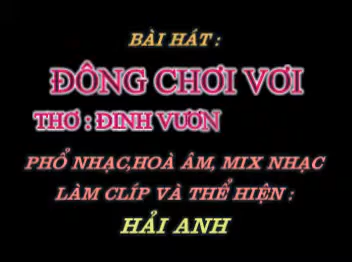 BÀI HÁT :
ĐÔNG CHƠI VƠI
THƠ : ĐINH VƯƠN
PHỔ NHẠC,HOÀ ÂM, MIX NHẠC
LÀM CLÍP VÀ THỂ HIỆN :
HẢI ANH